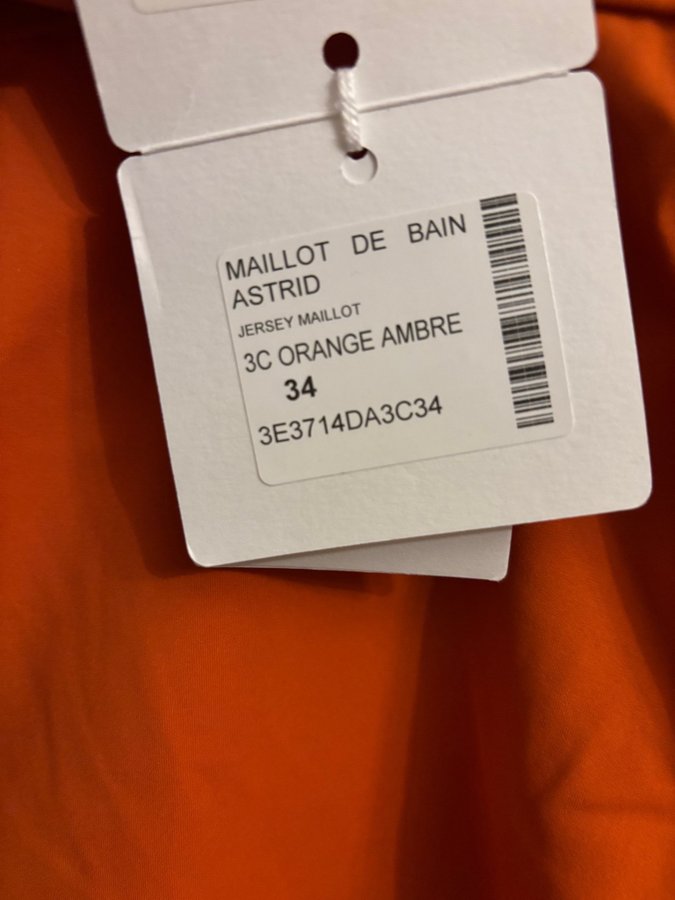 MAILLOT DE BAIN
ASTRID
JERSEY MAILLOT
3C ORANGE AMBRE
34
3E3714DA3C34